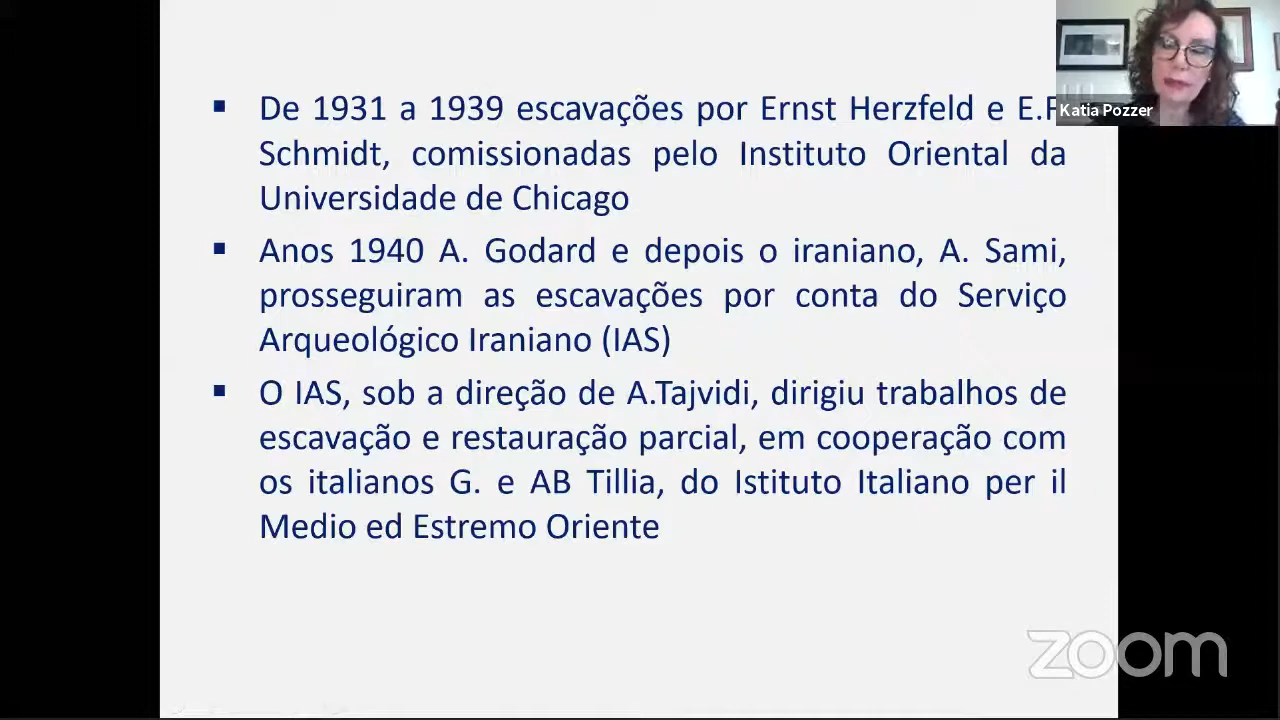 ▪ De 1931 a 1939 escavações por Ernst Herzfeld e E.F
Schmidt, comissionadas pelo Instituto Oriental da
Universidade de Chicago
▪ Anos 1940 A. Godard e depois o iraniano, A. Sami,
prosseguiram as escavações por conta do Serviço
Arqueológico Iraniano (IAS)
▪ O IAS, sob a direção de A.Tajvidi, dirigiu trabalhos de
escavação e restauração parcial, em cooperação com
os italianos G. e AB Tillia, do Istituto Italiano per il
Medio ed Estremo Oriente
Katia Pozzer
zoom